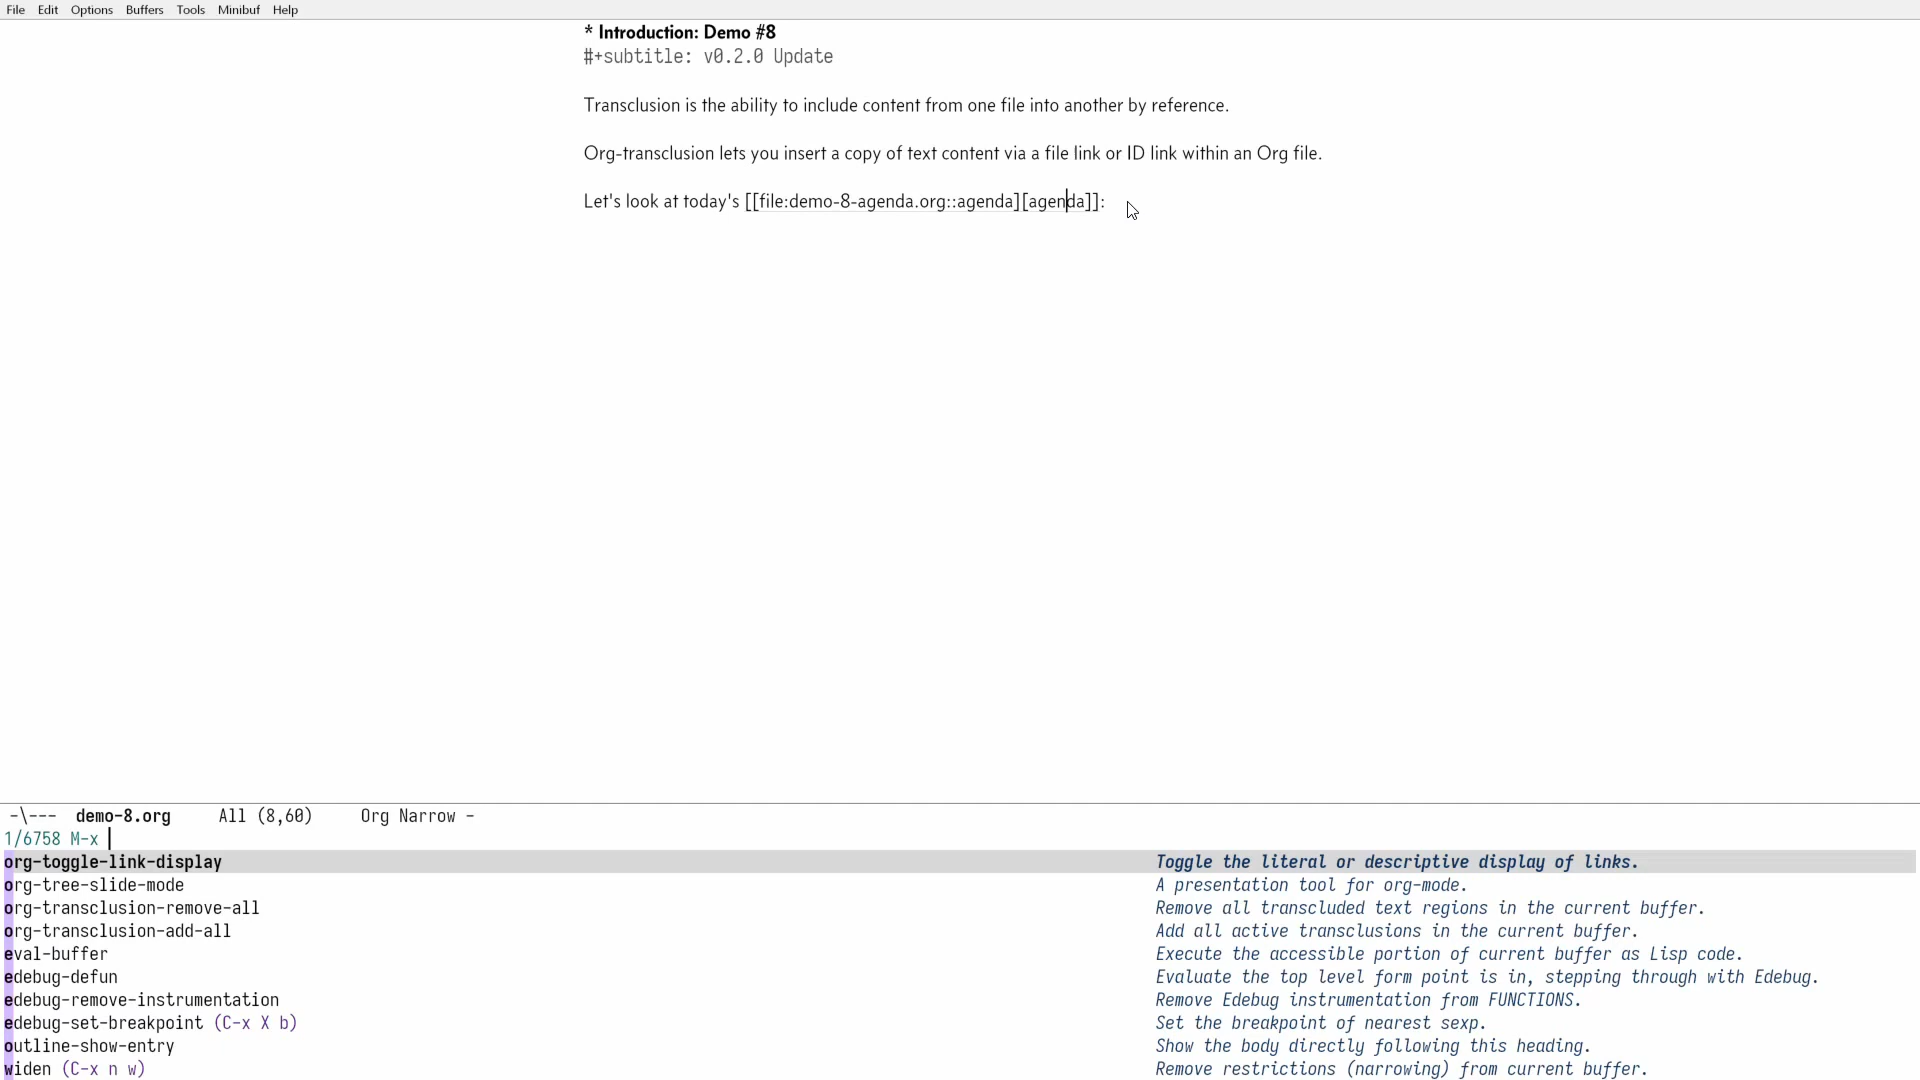 File Edit Options Buffers Tools Minibuf Help
* Introduction: Demo #8
#+subtitle: v0.2.0 Update
Transclusion is the ability to include content from one file into another by reference.
Org-transclusion lets you insert a copy of text content via a file link or ID link within an Org file.
Let's look at today's [[file:demo-8-agenda.org::agenda][agenda]]:
-\--- demo-8.org All (8,60) Org Narrow -
1/6758 M-x
org-toggle-link-display Toggle the literal or descriptive display of links.
org-tree-slide-mode A presentation tool for org-mode.
org-transclusion-remove-all Remove all transcluded text regions in the current buffer.
org-transclusion-add-all Add all active transclusions in the current buffer.
eval-buffer Execute the accessible portion of current buffer as Lisp code.
edebug-defun Evaluate the top level form point is in, stepping through with Edebug.
edebug-remove-instrumentation Remove Edebug instrumentation from FUNCTIONS.
edebug-set-breakpoint (C-x X b) Set the breakpoint of nearest sexp.
outline-show-entry Show the body directly following this heading.
widen (C-x n w) Remove restrictions (narrowing) from current buffer.